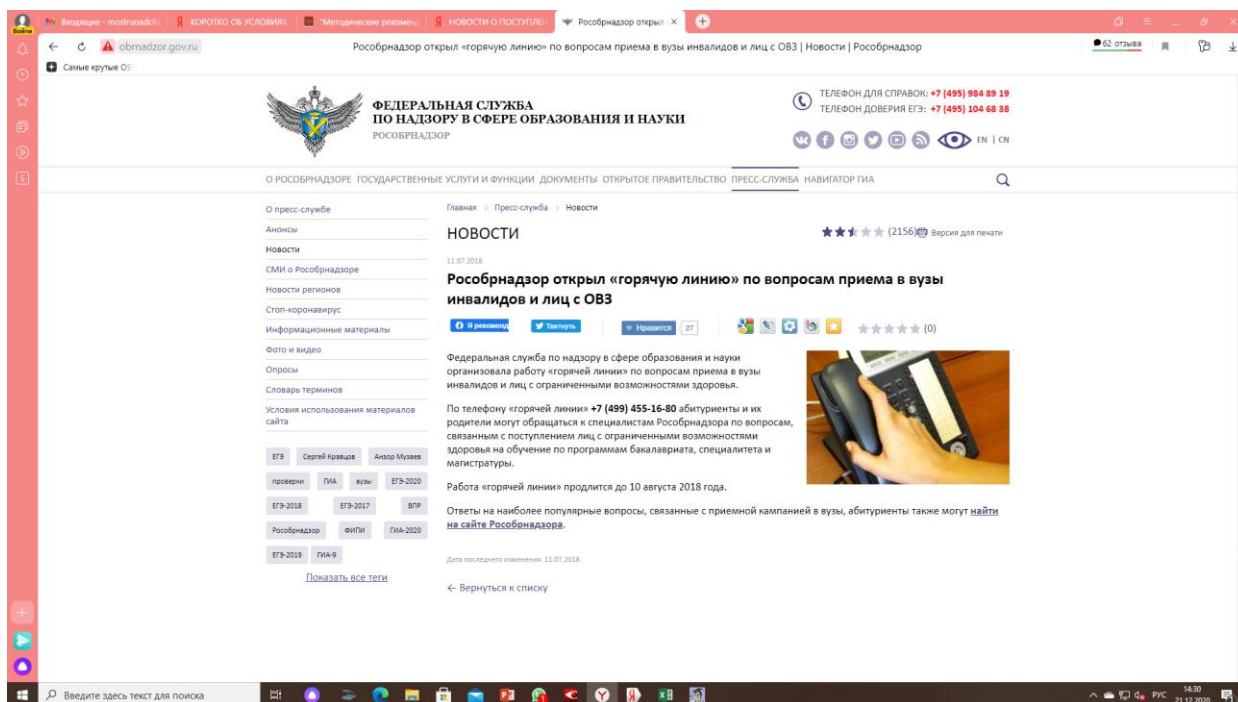 Входящие - mostruoadcli
КОРОТКО ОБ УСЛОВИЯХ
"Методические рекомен
НОВОСТИ О ПОСТУПЛЕН
Рособрнадзор открыл
Войти
obrnadzor.gov.ru
Рособрнадзор открыл «горячую линию» по вопросам приема в вузы инвалидов и лиц с ОВЗ | Новости | Рособрнадзор
62 отзыва
Самые крутые OS
ФЕДЕРАЛЬНАЯ СЛУЖБА
ПО НАДЗОРУ В СФЕРЕ ОБРАЗОВАНИЯ И НАУКИ
РОСОБРНАДЗОР
ТЕЛЕФОН ДЛЯ СПРАВОК: +7 (495) 984 89 19
ТЕЛЕФОН ДОВЕРИЯ ЕГЭ: +7 (495) 104 68 38
EN | CN
О РОСОБРНАДЗОРЕ ГОСУДАРСТВЕННЫЕ УСЛУГИ И ФУНКЦИИ ДОКУМЕНТЫ ОТКРЫТОЕ ПРАВИТЕЛЬСТВО ПРЕСС-СЛУЖБА НАВИГАТОР ГИА
О пресс-службе
Анонсы
Новости
СМИ о Рособрнадзоре
Новости регионов
Стоп-коронавирус
Информационные материалы
Фото и видео
Опросы
Словарь терминов
Условия использования материалов
сайта
ЕГЭ Сергей Кравцов Анзор Музаев
проверки ГИА вузы ЕГЭ-2020
ЕГЭ-2018 ЕГЭ-2017 ВПР
Рособрнадзор ФИПИ ГИА-2020
ЕГЭ-2019 ГИА-9
Показать все теги
Главная > Пресс-служба > Новости
НОВОСТИ
(2156) Версия для печати
11.07.2018
Рособрнадзор открыл «горячую линию» по вопросам приема в вузы
инвалидов и лиц с ОВЗ
Я рекоменд
Твитнуть
Нравится 27
(0)
Федеральная служба по надзору в сфере образования и науки
организовала работу «горячей линии» по вопросам приема в вузы
инвалидов и лиц с ограниченными возможностями здоровья.
По телефону «горячей линии» +7 (499) 455-16-80 абитуриенты и их
родители могут обращаться к специалистам Рособрнадзора по вопросам,
связанным с поступлением лиц с ограниченными возможностями
здоровья на обучение по программам бакалавриата, специалитета и
магистратуры.
Работа «горячей линии» продлится до 10 августа 2018 года.
Ответы на наиболее популярные вопросы, связанные с приемной кампанией в вузы, абитуриенты также могут найти
на сайте Рособрнадзора.
Дата последнего изменения: 11.07.2018
← Вернуться к списку
Введите здесь текст для поиска
РУС
14:30
21.12.2020